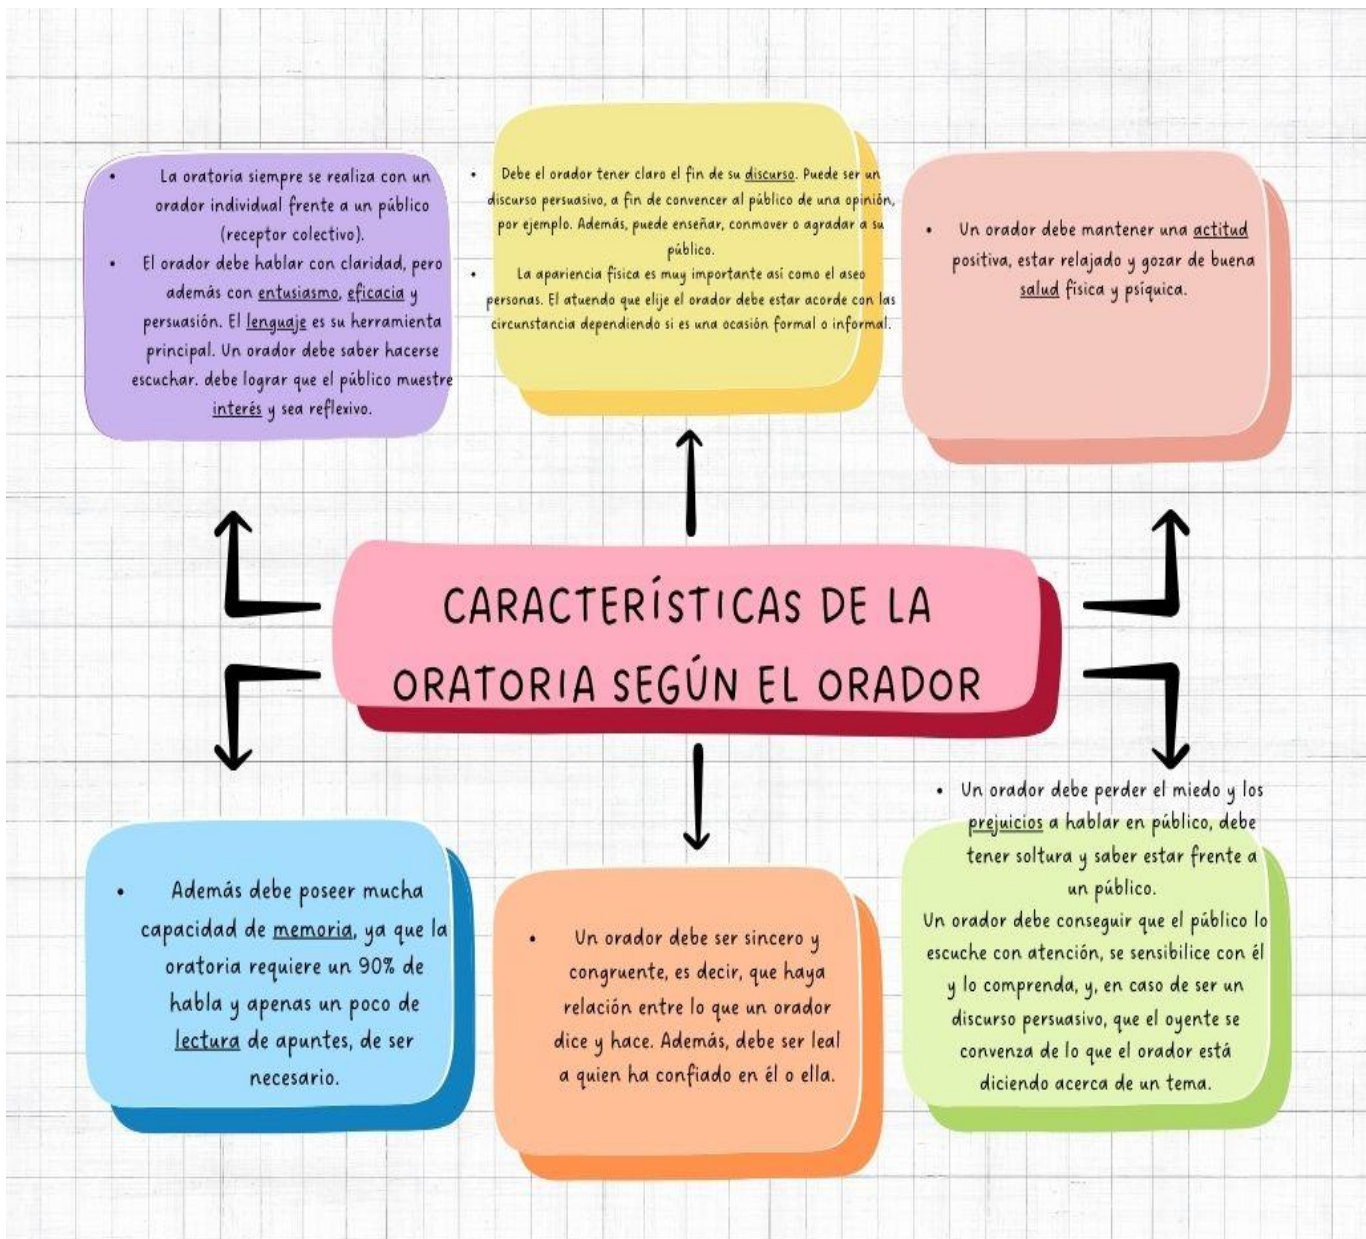 • La oratoria siempre se realiza con un
orador individual frente a un público
(receptor colectivo).
• El orador debe hablar con claridad, pero
además con entusiasmo, eficacia y
persuasión. El lenguaje es su herramienta
principal. Un orador debe saber hacerse
escuchar. debe lograr que el público muestre
interés y sea reflexivo.
• Debe el orador tener claro el fin de su discurso. Puede ser un
discurso persuasivo, a fin de convencer al público de una opinión,
por ejemplo. Además, puede enseñar, conmover o agradar a su
público.
• La apariencia física es muy importante así como el aseo
personas. El atuendo que elije el orador debe estar acorde con las
circunstancia dependiendo si es una ocasión formal o informal.
• Un orador debe mantener una actitud
positiva, estar relajado y gozar de buena
salud física y psíquica.
CARACTERÍSTICAS DE LA
ORATORIA SEGÚN EL ORADOR
• Además debe poseer mucha
capacidad de memoria, ya que la
oratoria requiere un 90% de
habla y apenas un poco de
lectura de apuntes, de ser
necesario.
• Un orador debe ser sincero y
congruente, es decir, que haya
relación entre lo que un orador
dice y hace. Además, debe ser leal
a quien ha confiado en él o ella.
• Un orador debe perder el miedo y los
prejuicios a hablar en público, debe
tener soltura y saber estar frente a
un público.
Un orador debe conseguir que el público lo
escuche con atención, se sensibilice con él
y lo comprenda, y, en caso de ser un
discurso persuasivo, que el oyente se
convenza de lo que el orador está
diciendo acerca de un tema.